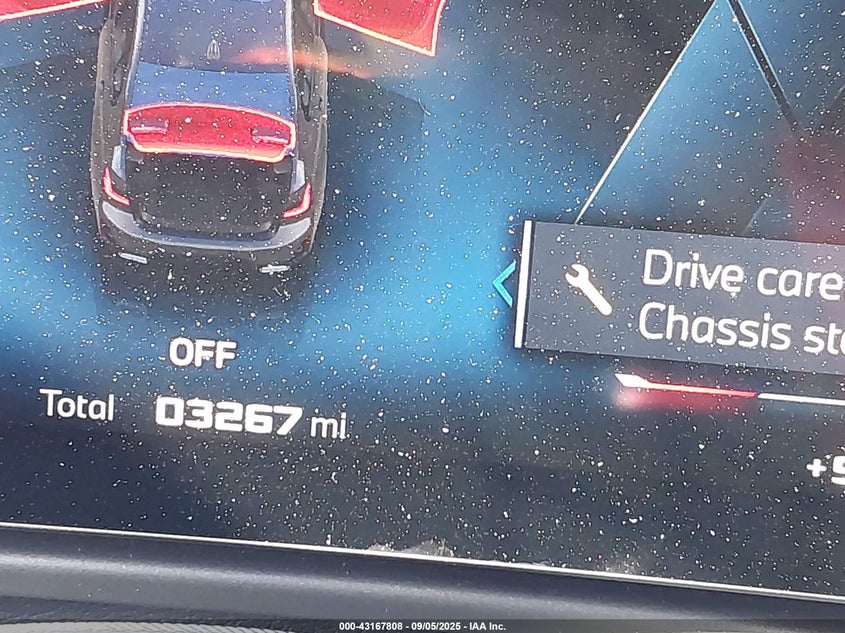 Drive care
Chassis st
OFF
Total 03267 mi
+
000-43167808 - 09/05/2025 - IAA Inc.